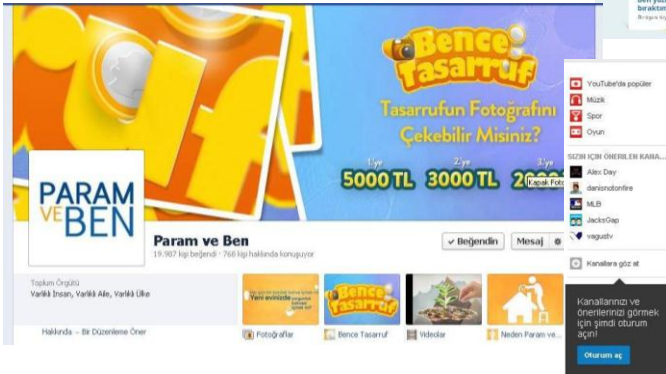 Bence
Tasarruf
Tasarrufun Fotoğrafını
Çekebilir Misiniz?
1.'ye
2.'ye
3.'ye
5000 TL
3000 TL
Kapak Foto
PARAM
VE BEN
Param ve Ben
19.987 kişi beğendi · 760 kişi hakkında konuşuyor
Beğendin
Mesaj
Toplum Örgütü
Varlıklı İnsan, Varlıklı Aile, Varlıklı Ülke
Hakkında – Bir Düzenleme Öner
Yeni evinizde
Bence
Tasarruf
Fotoğraflar
Bence Tasarruf
Videolar
Neden Param ve...
YouTube'da popüler
Müzik
Spor
Oyun
SİZİN İÇİN ÖNERİLEN KANA...
Alex Day
danisnotonfire
MLB
JacksGap
vagustv
Kanallara göz at
Kanallarınızı ve
önerilerinizi görmek
için şimdi oturum
açın!
Oturum aç